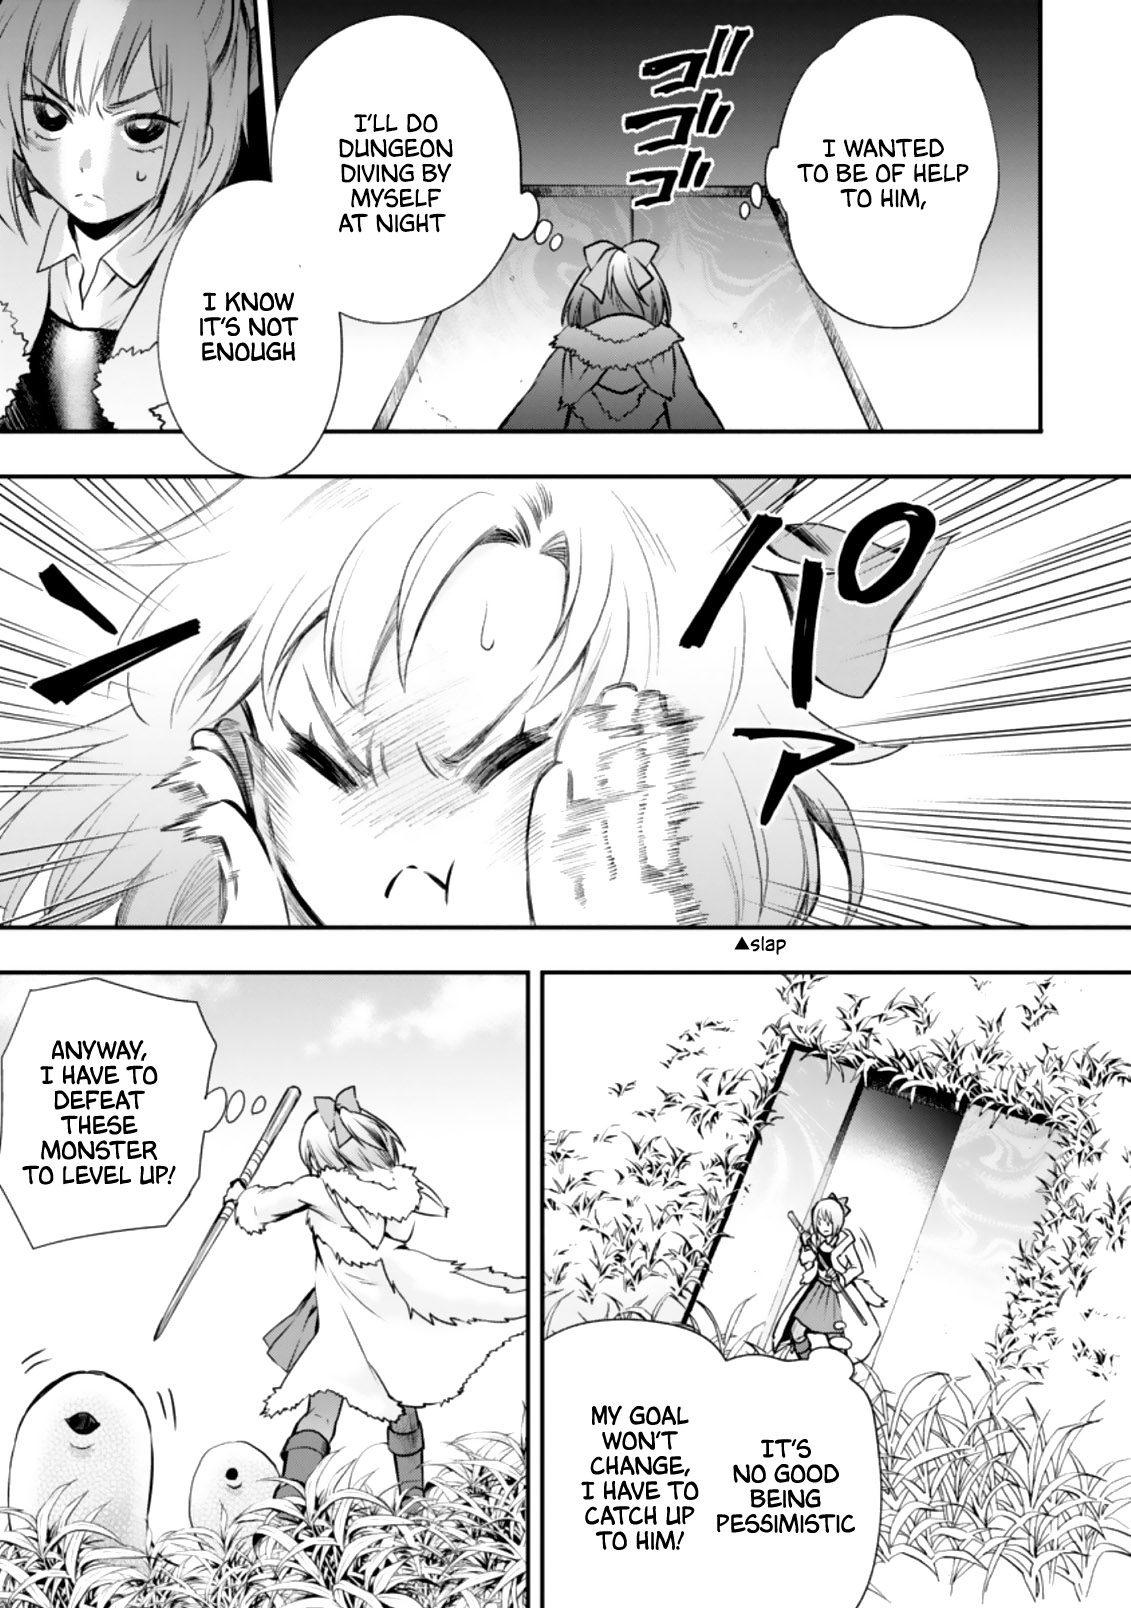 I WANTED
TO BE OF HELP
TO HIM,
ゴゴゴ
I'LL DO
DUNGEON
DIVING BY
MYSELF
AT NIGHT
I KNOW
IT'S NOT
ENOUGH
パァン
▲slap
IT'S
NO GOOD
BEING
PESSIMISTIC
MY GOAL
WON'T
CHANGE,
I HAVE TO
CATCH UP
TO HIM!
ANYWAY,
I HAVE TO
DEFEAT
THESE
MONSTER
TO LEVEL UP!